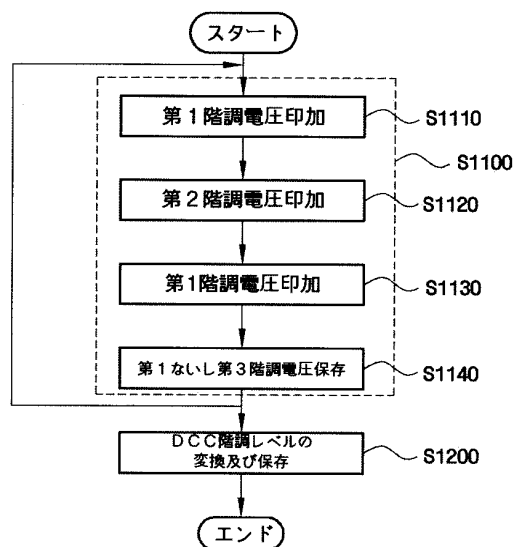 スタート
第1階調電圧印加
S1110
S1100
第2階調電圧印加
S1120
第1階調電圧印加
S1130
第1ないし第3階調電圧保存
S1140
DCC階調レベルの
変換及び保存
S1200
エンド